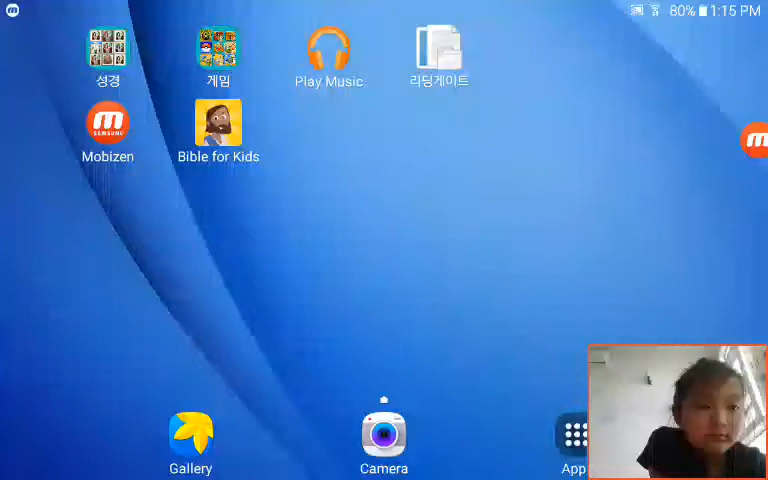 80% 1:15 PM
성경 게임 Play Music 리딩게이트
Mobizen Bible for Kids
Gallery Camera App